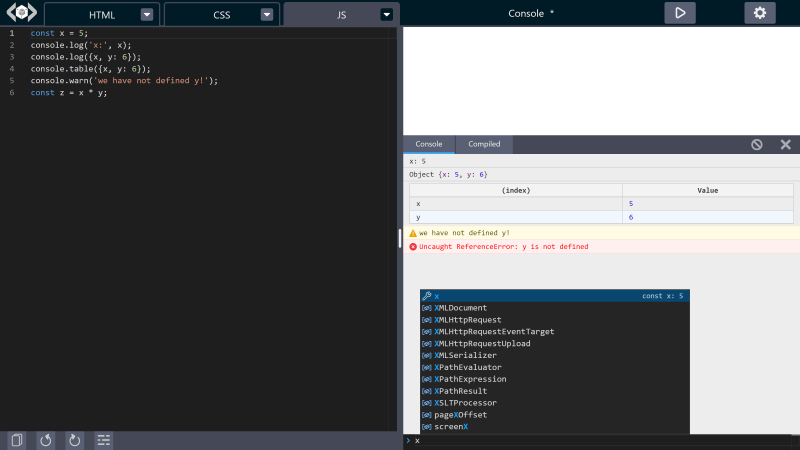 HTML
CSS
JS
Console *
1 const x = 5;
2 console.log('x:', x);
3 console.log({x, y: 6});
4 console.table({x, y: 6});
5 console.warn('we have not defined y!');
6 const z = x * y;
Console
Compiled
x: 5
Object {x: 5, y: 6}
(index) Value
x 5
y 6
we have not defined y!
Uncaught ReferenceError: y is not defined
x const x: 5
XMLDocument
XMLHttpRequest
XMLHttpRequestEventTarget
XMLHttpRequestUpload
XMLSerializer
XPathEvaluator
XPathExpression
XPathResult
XSLTProcessor
pageXOffset
screenX
> x